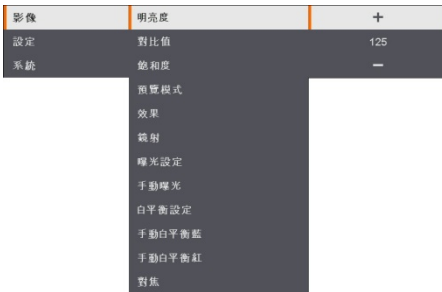 影像 明亮度 +
設定 對比值 125
系統 飽和度 −
預覽模式
效果
鏡射
曝光設定
手動曝光
白平衡設定
手動白平衡藍
手動白平衡紅
對焦